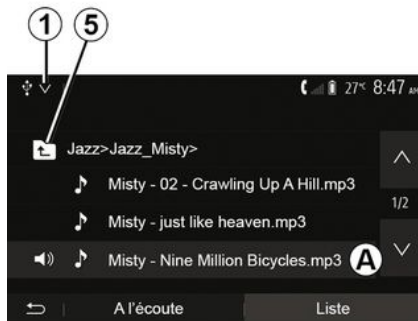 1 5
27°C 8:47 AM
Jazz>Jazz_Misty>
Misty - 02 - Crawling Up A Hill.mp3
1/2
Misty - just like heaven.mp3
Misty - Nine Million Bicycles.mp3 A
A l'écoute Liste